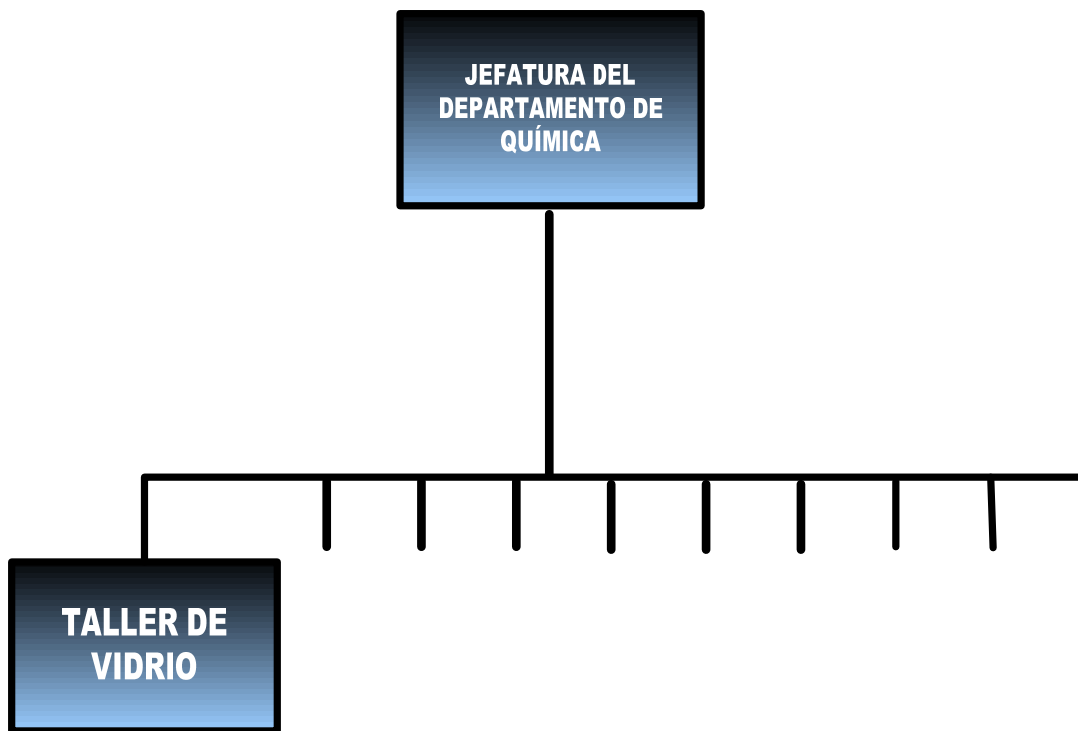 JEFATURA DEL
DEPARTAMENTO DE
QUÍMICA
TALLER DE
VIDRIO